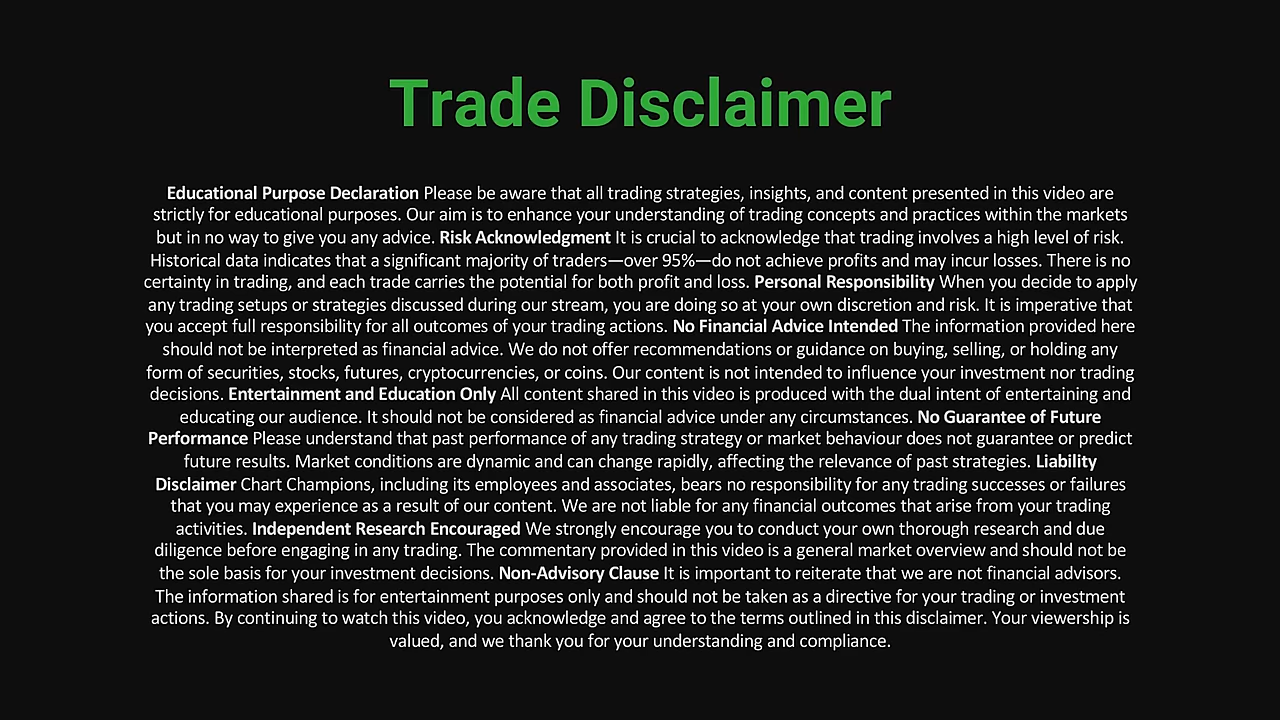 Trade Disclaimer
Educational Purpose Declaration Please be aware that all trading strategies, insights, and content presented in this video are
strictly for educational purposes. Our aim is to enhance your understanding of trading concepts and practices within the markets
but in no way to give you any advice. Risk Acknowledgment It is crucial to acknowledge that trading involves a high level of risk.
Historical data indicates that a significant majority of traders—over 95%—do not achieve profits and may incur losses. There is no
certainty in trading, and each trade carries the potential for both profit and loss. Personal Responsibility When you decide to apply
any trading setups or strategies discussed during our stream, you are doing so at your own discretion and risk. It is imperative that
you accept full responsibility for all outcomes of your trading actions. No Financial Advice Intended The information provided here
should not be interpreted as financial advice. We do not offer recommendations or guidance on buying, selling, or holding any
form of securities, stocks, futures, cryptocurrencies, or coins. Our content is not intended to influence your investment nor trading
decisions. Entertainment and Education Only All content shared in this video is produced with the dual intent of entertaining and
educating our audience. It should not be considered as financial advice under any circumstances. No Guarantee of Future
Performance Please understand that past performance of any trading strategy or market behaviour does not guarantee or predict
future results. Market conditions are dynamic and can change rapidly, affecting the relevance of past strategies. Liability
Disclaimer Chart Champions, including its employees and associates, bears no responsibility for any trading successes or failures
that you may experience as a result of our content. We are not liable for any financial outcomes that arise from your trading
activities. Independent Research Encouraged We strongly encourage you to conduct your own thorough research and due
diligence before engaging in any trading. The commentary provided in this video is a general market overview and should not be
the sole basis for your investment decisions. Non-Advisory Clause It is important to reiterate that we are not financial advisors.
The information shared is for entertainment purposes only and should not be taken as a directive for your trading or investment
actions. By continuing to watch this video, you acknowledge and agree to the terms outlined in this disclaimer. Your viewership is
valued, and we thank you for your understanding and compliance.